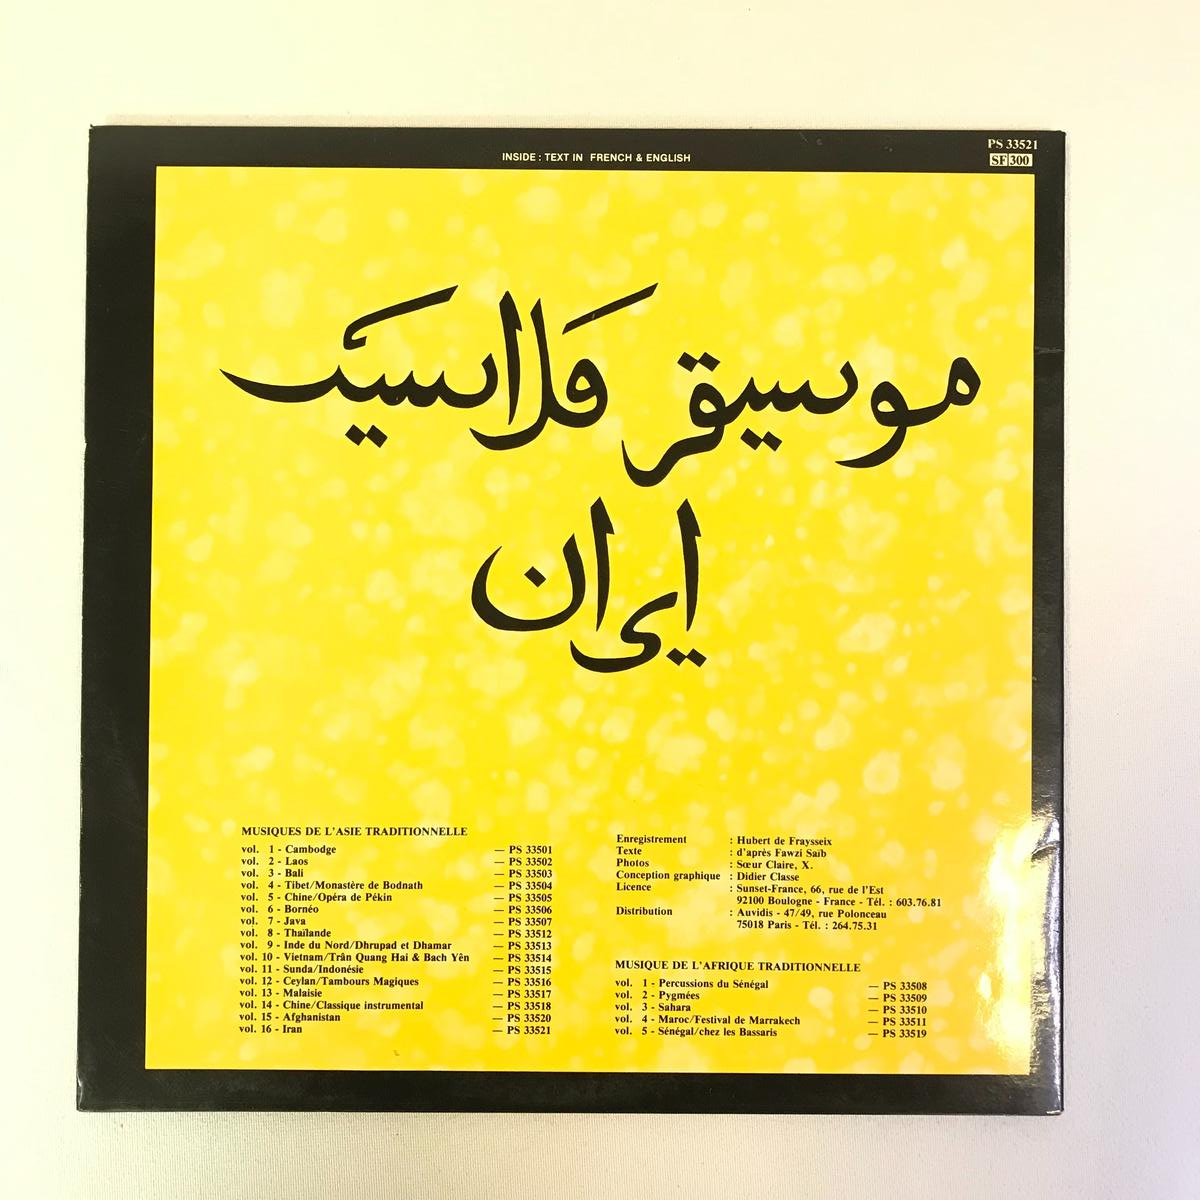 INSIDE : TEXT IN FRENCH & ENGLISH
PS 33521
SF 300
موسیقی کلاسیک
ایران
MUSIQUES DE L'ASIE TRADITIONNELLE
vol. 1 - Cambodge — PS 33501
vol. 2 - Laos — PS 33502
vol. 3 - Bali — PS 33503
vol. 4 - Tibet/Monastère de Bodnath — PS 33504
vol. 5 - Chine/Opéra de Pékin — PS 33505
vol. 6 - Bornéo — PS 33506
vol. 7 - Java — PS 33507
vol. 8 - Thaïlande — PS 33512
vol. 9 - Inde du Nord/Dhrupad et Dhamar — PS 33513
vol. 10 - Vietnam/Trân Quang Hai & Bach Yên — PS 33514
vol. 11 - Sunda/Indonésie — PS 33515
vol. 12 - Ceylan/Tambours Magiques — PS 33516
vol. 13 - Malaisie — PS 33517
vol. 14 - Chine/Classique instrumental — PS 33518
vol. 15 - Afghanistan — PS 33520
vol. 16 - Iran — PS 33521
Enregistrement : Hubert de Fraysseix
Texte : d'après Fawzi Saïb
Photos : Sœur Claire, X.
Conception graphique : Didier Classe
Licence : Sunset-France, 66, rue de l'Est
92100 Boulogne - France - Tél. : 603.76.81
Distribution : Auvidis - 47/49, rue Polonceau
75018 Paris - Tél. : 264.75.31
MUSIQUE DE L'AFRIQUE TRADITIONNELLE
vol. 1 - Percussions du Sénégal — PS 33508
vol. 2 - Pygmées — PS 33509
vol. 3 - Sahara — PS 33510
vol. 4 - Maroc/Festival de Marrakech — PS 33511
vol. 5 - Sénégal/chez les Bassaris — PS 33519